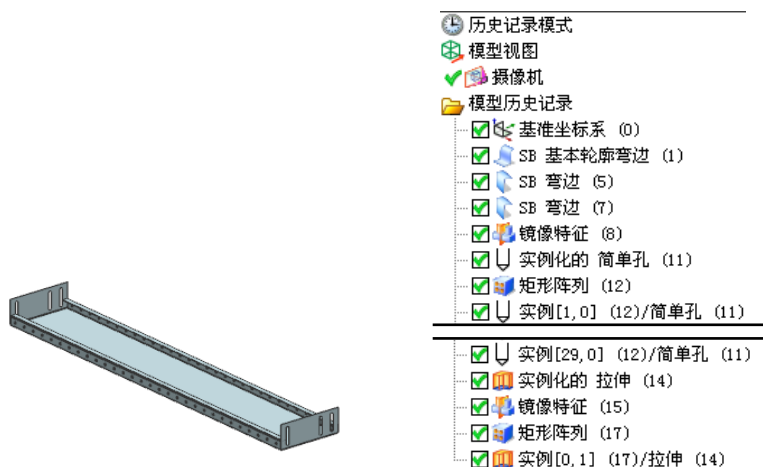 历史记录模式
模型视图
摄像机
模型历史记录
基准坐标系 (0)
SB 基本轮廓弯边 (1)
SB 弯边 (5)
SB 弯边 (7)
镜像特征 (8)
实例化的 简单孔 (11)
矩形阵列 (12)
实例[1,0] (12)/简单孔 (11)
实例[29,0] (12)/简单孔 (11)
实例化的 拉伸 (14)
镜像特征 (15)
矩形阵列 (17)
实例[0,1] (17)/拉伸 (14)